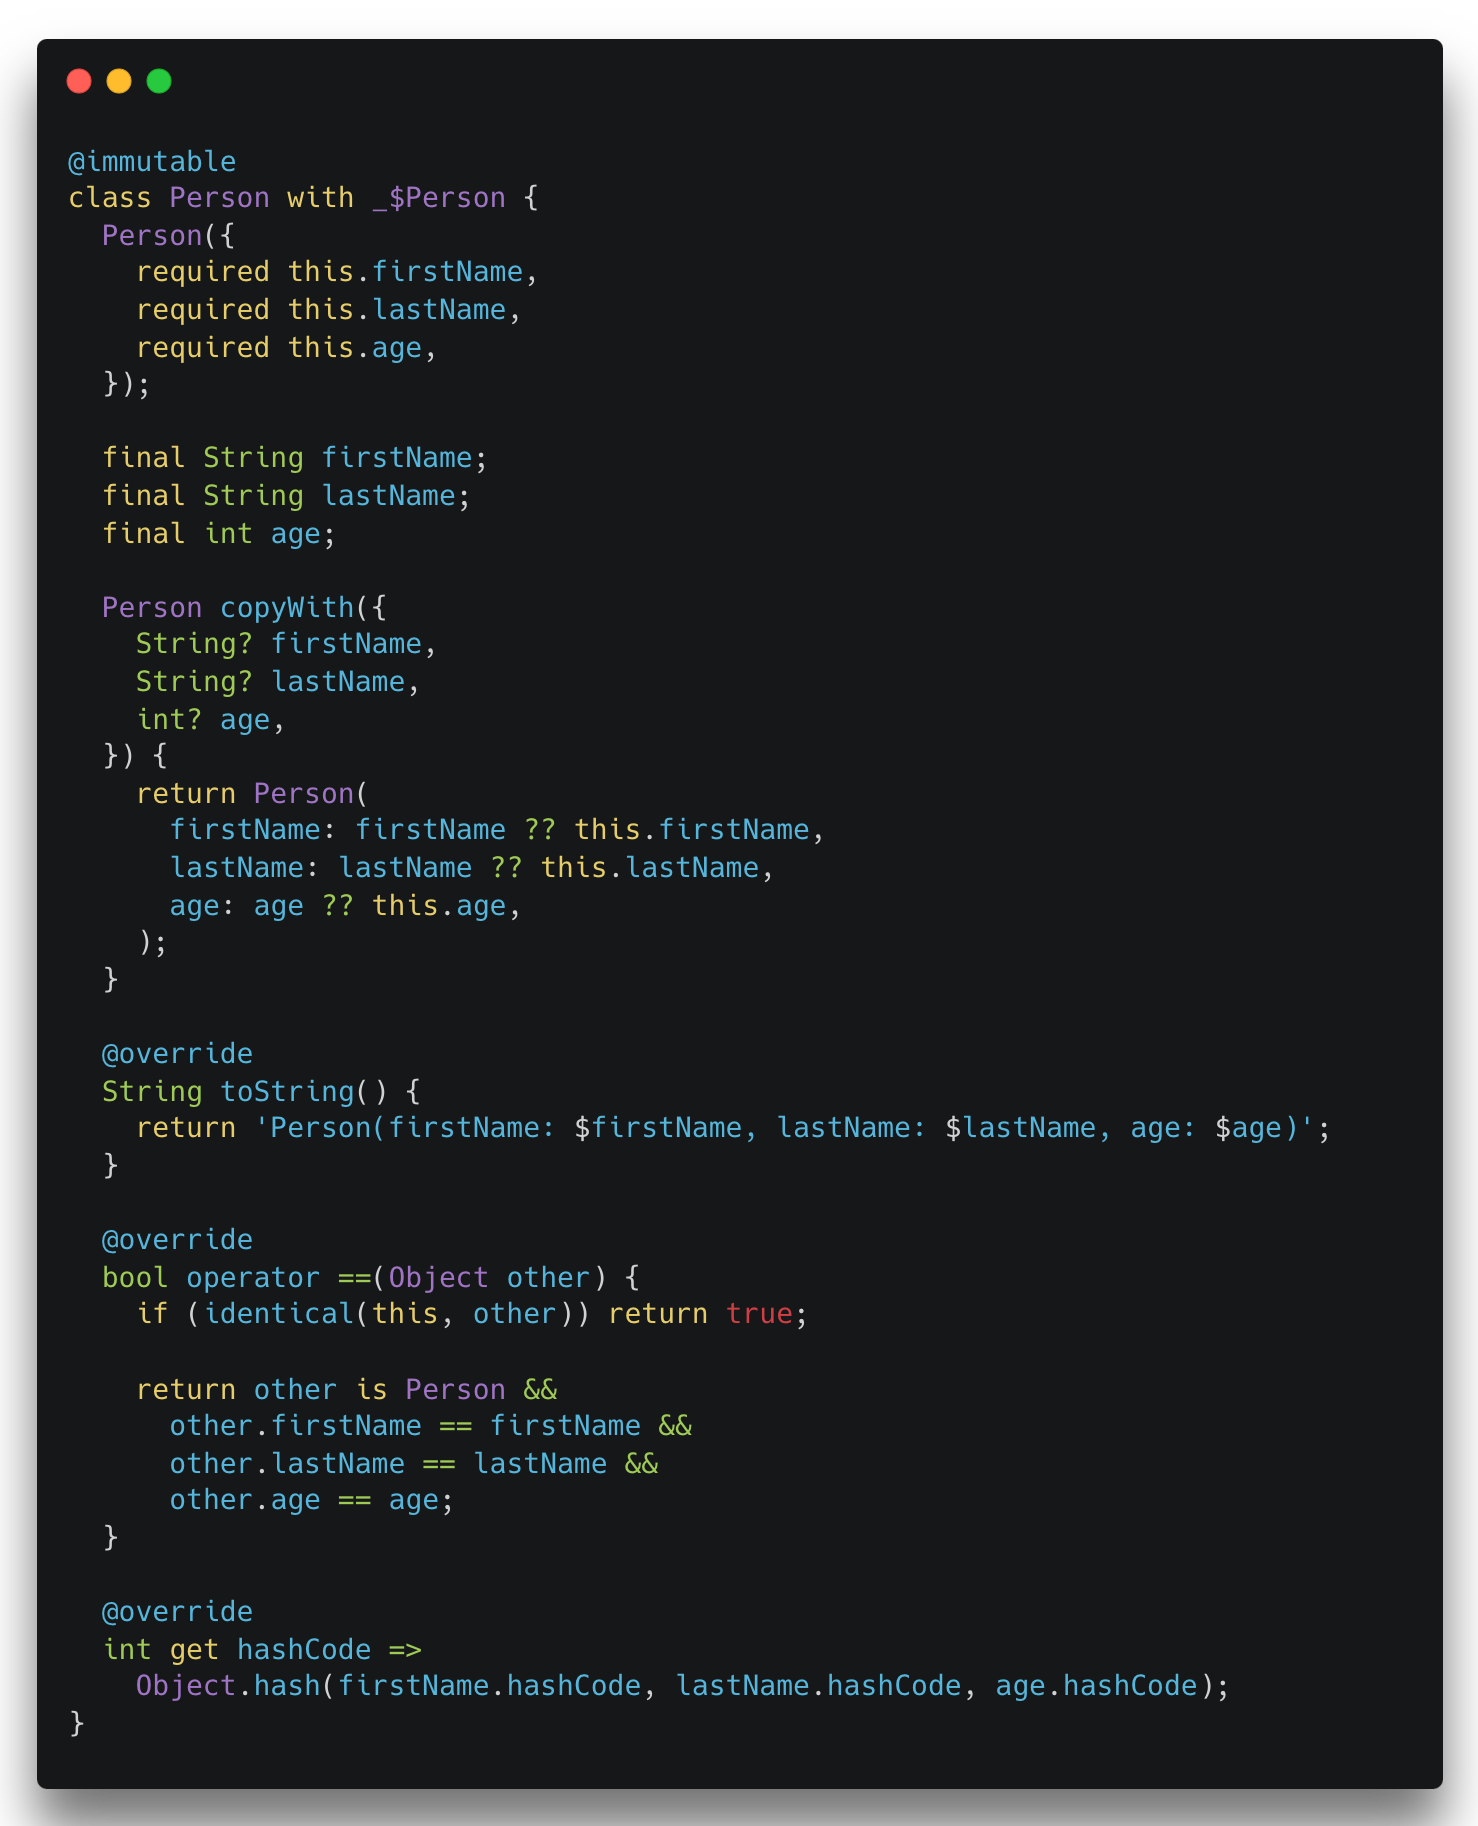 @immutable
class Person with _$Person {
  Person({
    required this.firstName,
    required this.lastName,
    required this.age,
  });

  final String firstName;
  final String lastName;
  final int age;

  Person copyWith({
    String? firstName,
    String? lastName,
    int? age,
  }) {
    return Person(
      firstName: firstName ?? this.firstName,
      lastName: lastName ?? this.lastName,
      age: age ?? this.age,
    );
  }

  @override
  String toString() {
    return 'Person(firstName: $firstName, lastName: $lastName, age: $age)';
  }

  @override
  bool operator ==(Object other) {
    if (identical(this, other)) return true;

    return other is Person &&
      other.firstName == firstName &&
      other.lastName == lastName &&
      other.age == age;
  }

  @override
  int get hashCode =>
    Object.hash(firstName.hashCode, lastName.hashCode, age.hashCode);
}